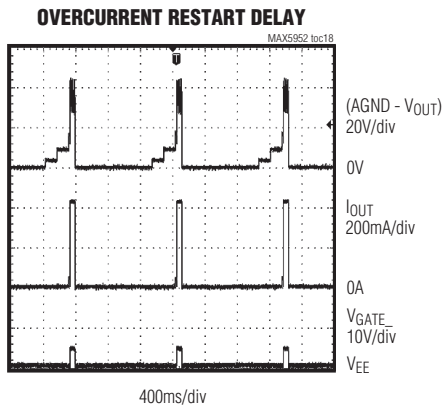 OVERCURRENT RESTART DELAY
MAX5952 toc18
T
(AGND - VOUT)
20V/div
0V
IOUT
200mA/div
0A
VGATE_
10V/div
VEE
400ms/div